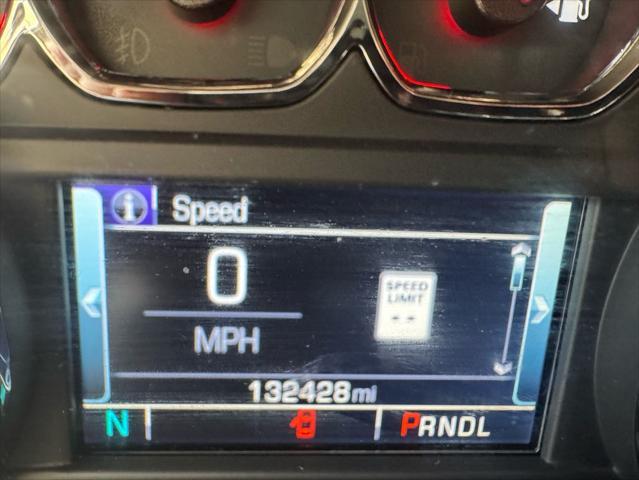 Speed
0
MPH
SPEED
LIMIT
--
132428mi
N PRNDL